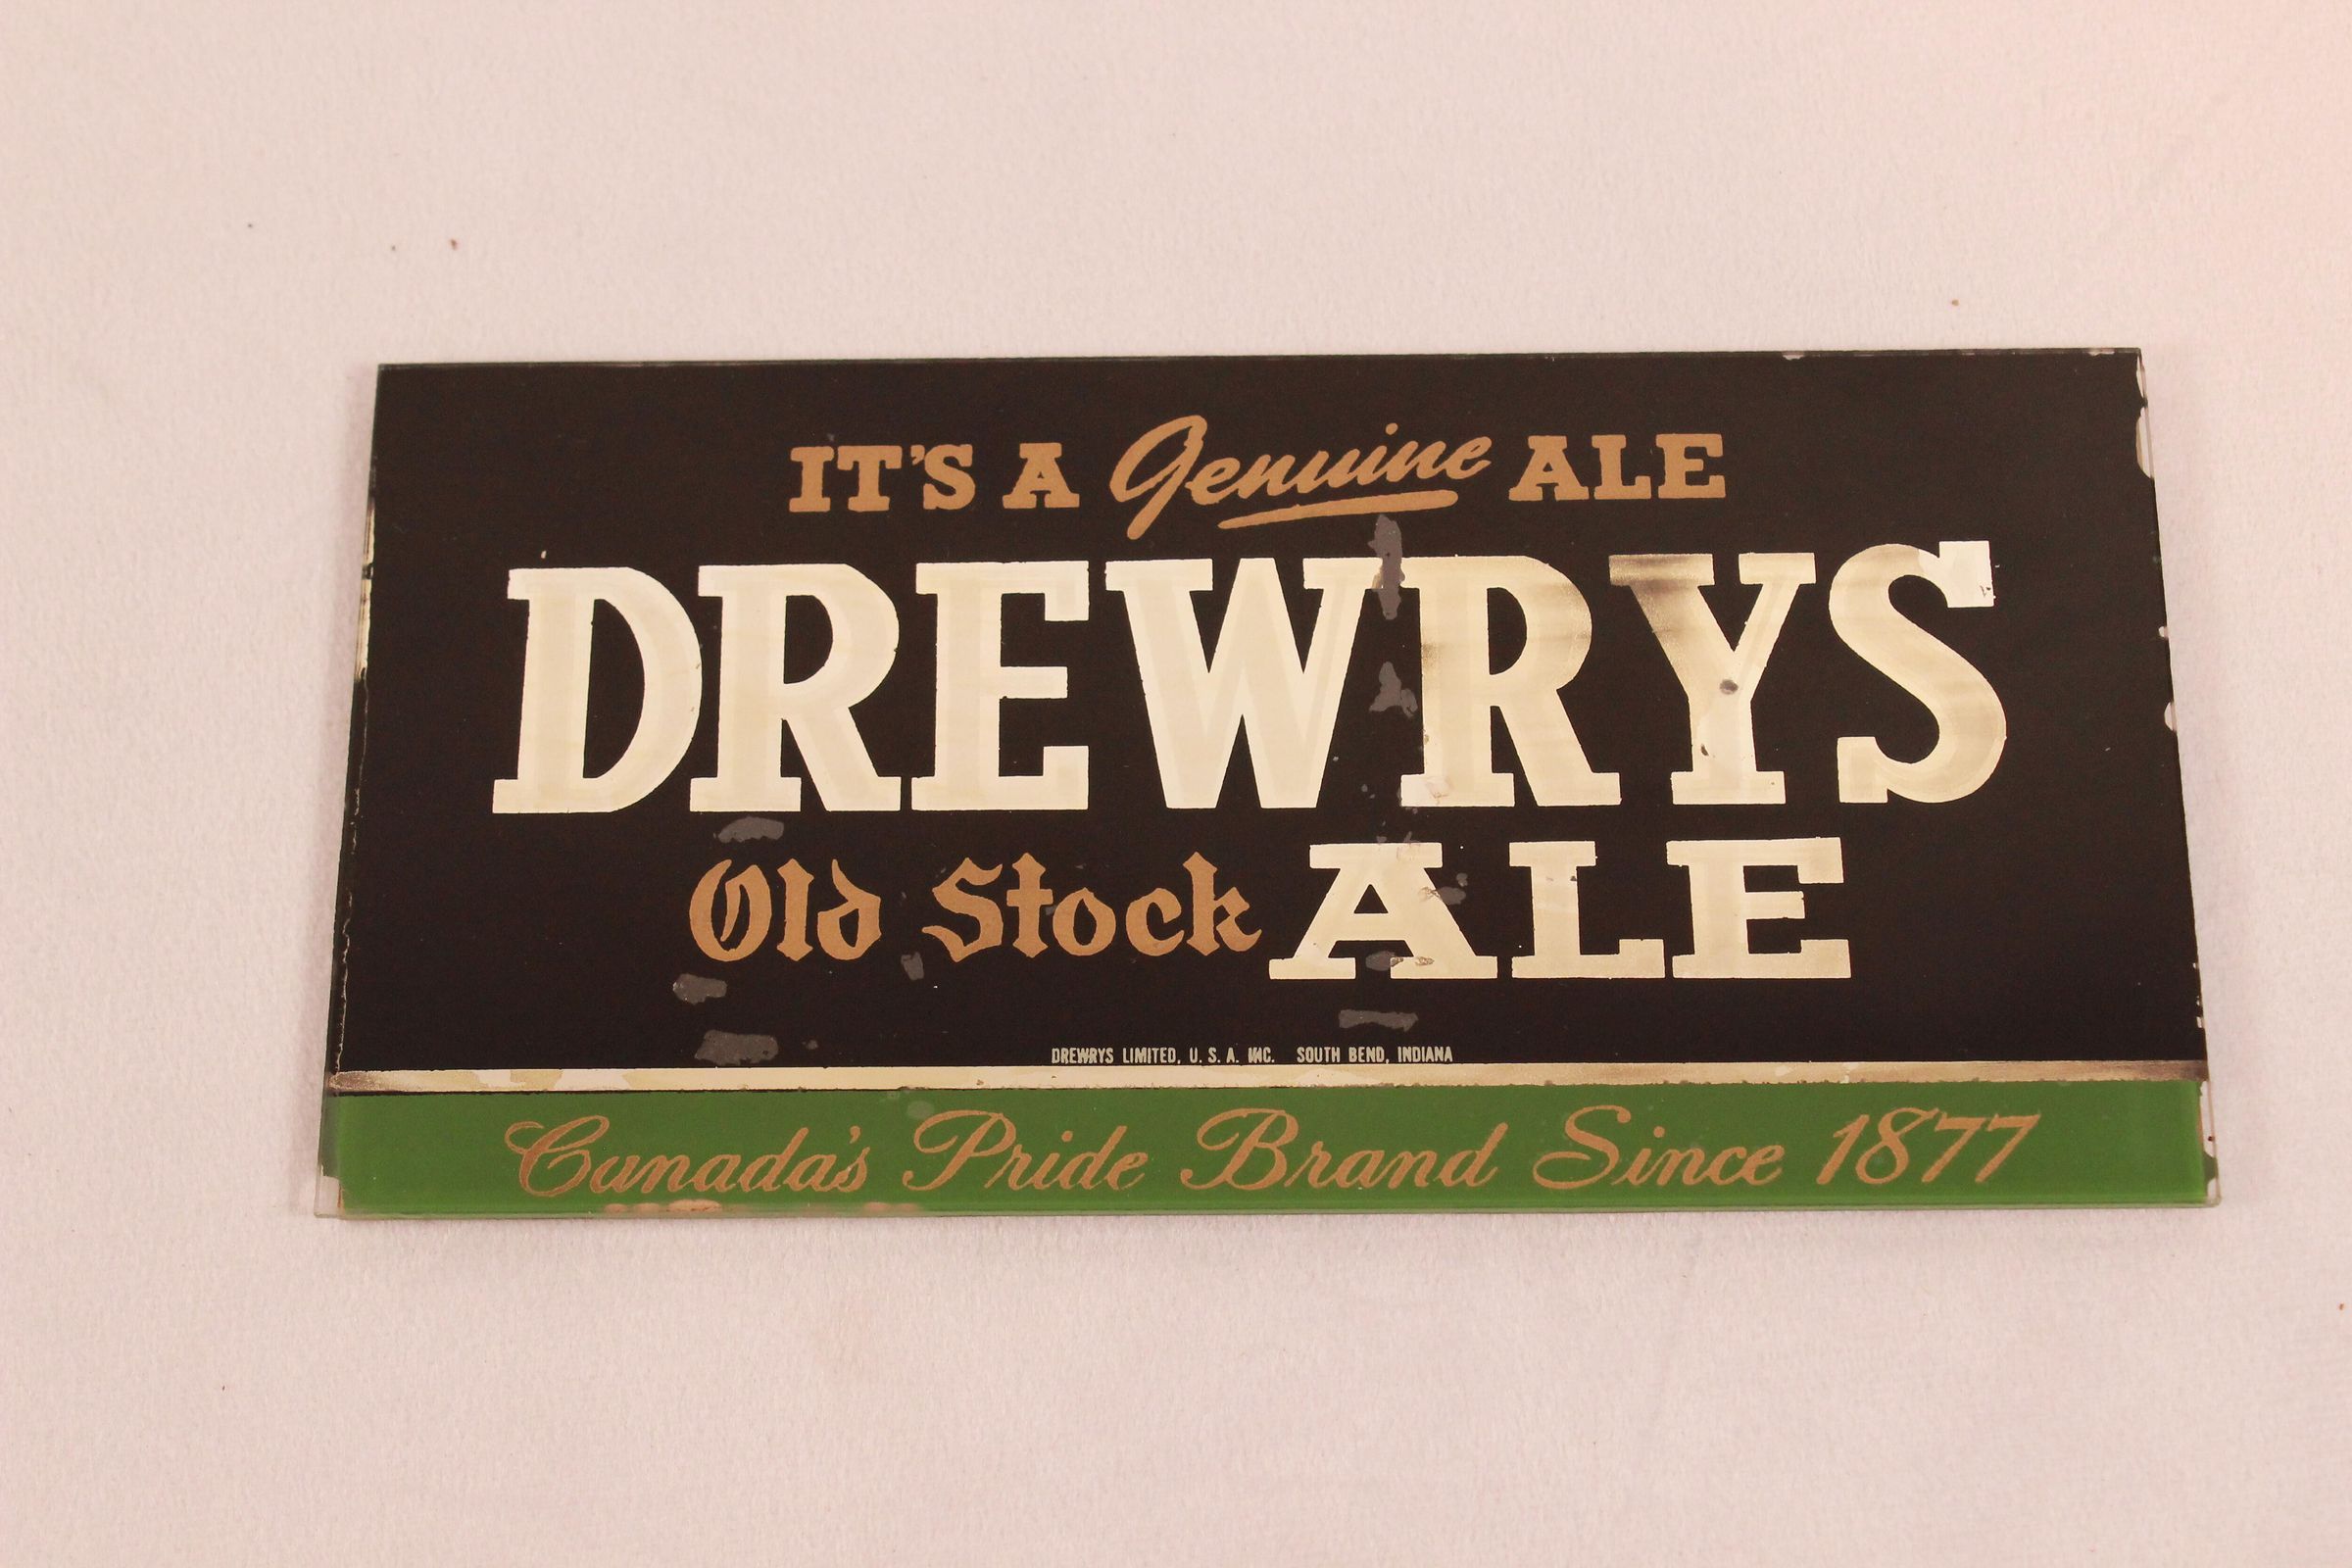 IT'S A Genuine ALE
DREWRYS
Old Stock ALE
DREWRYS LIMITED, U. S. A. INC. SOUTH BEND, INDIANA
Canada's Pride Brand Since 1877